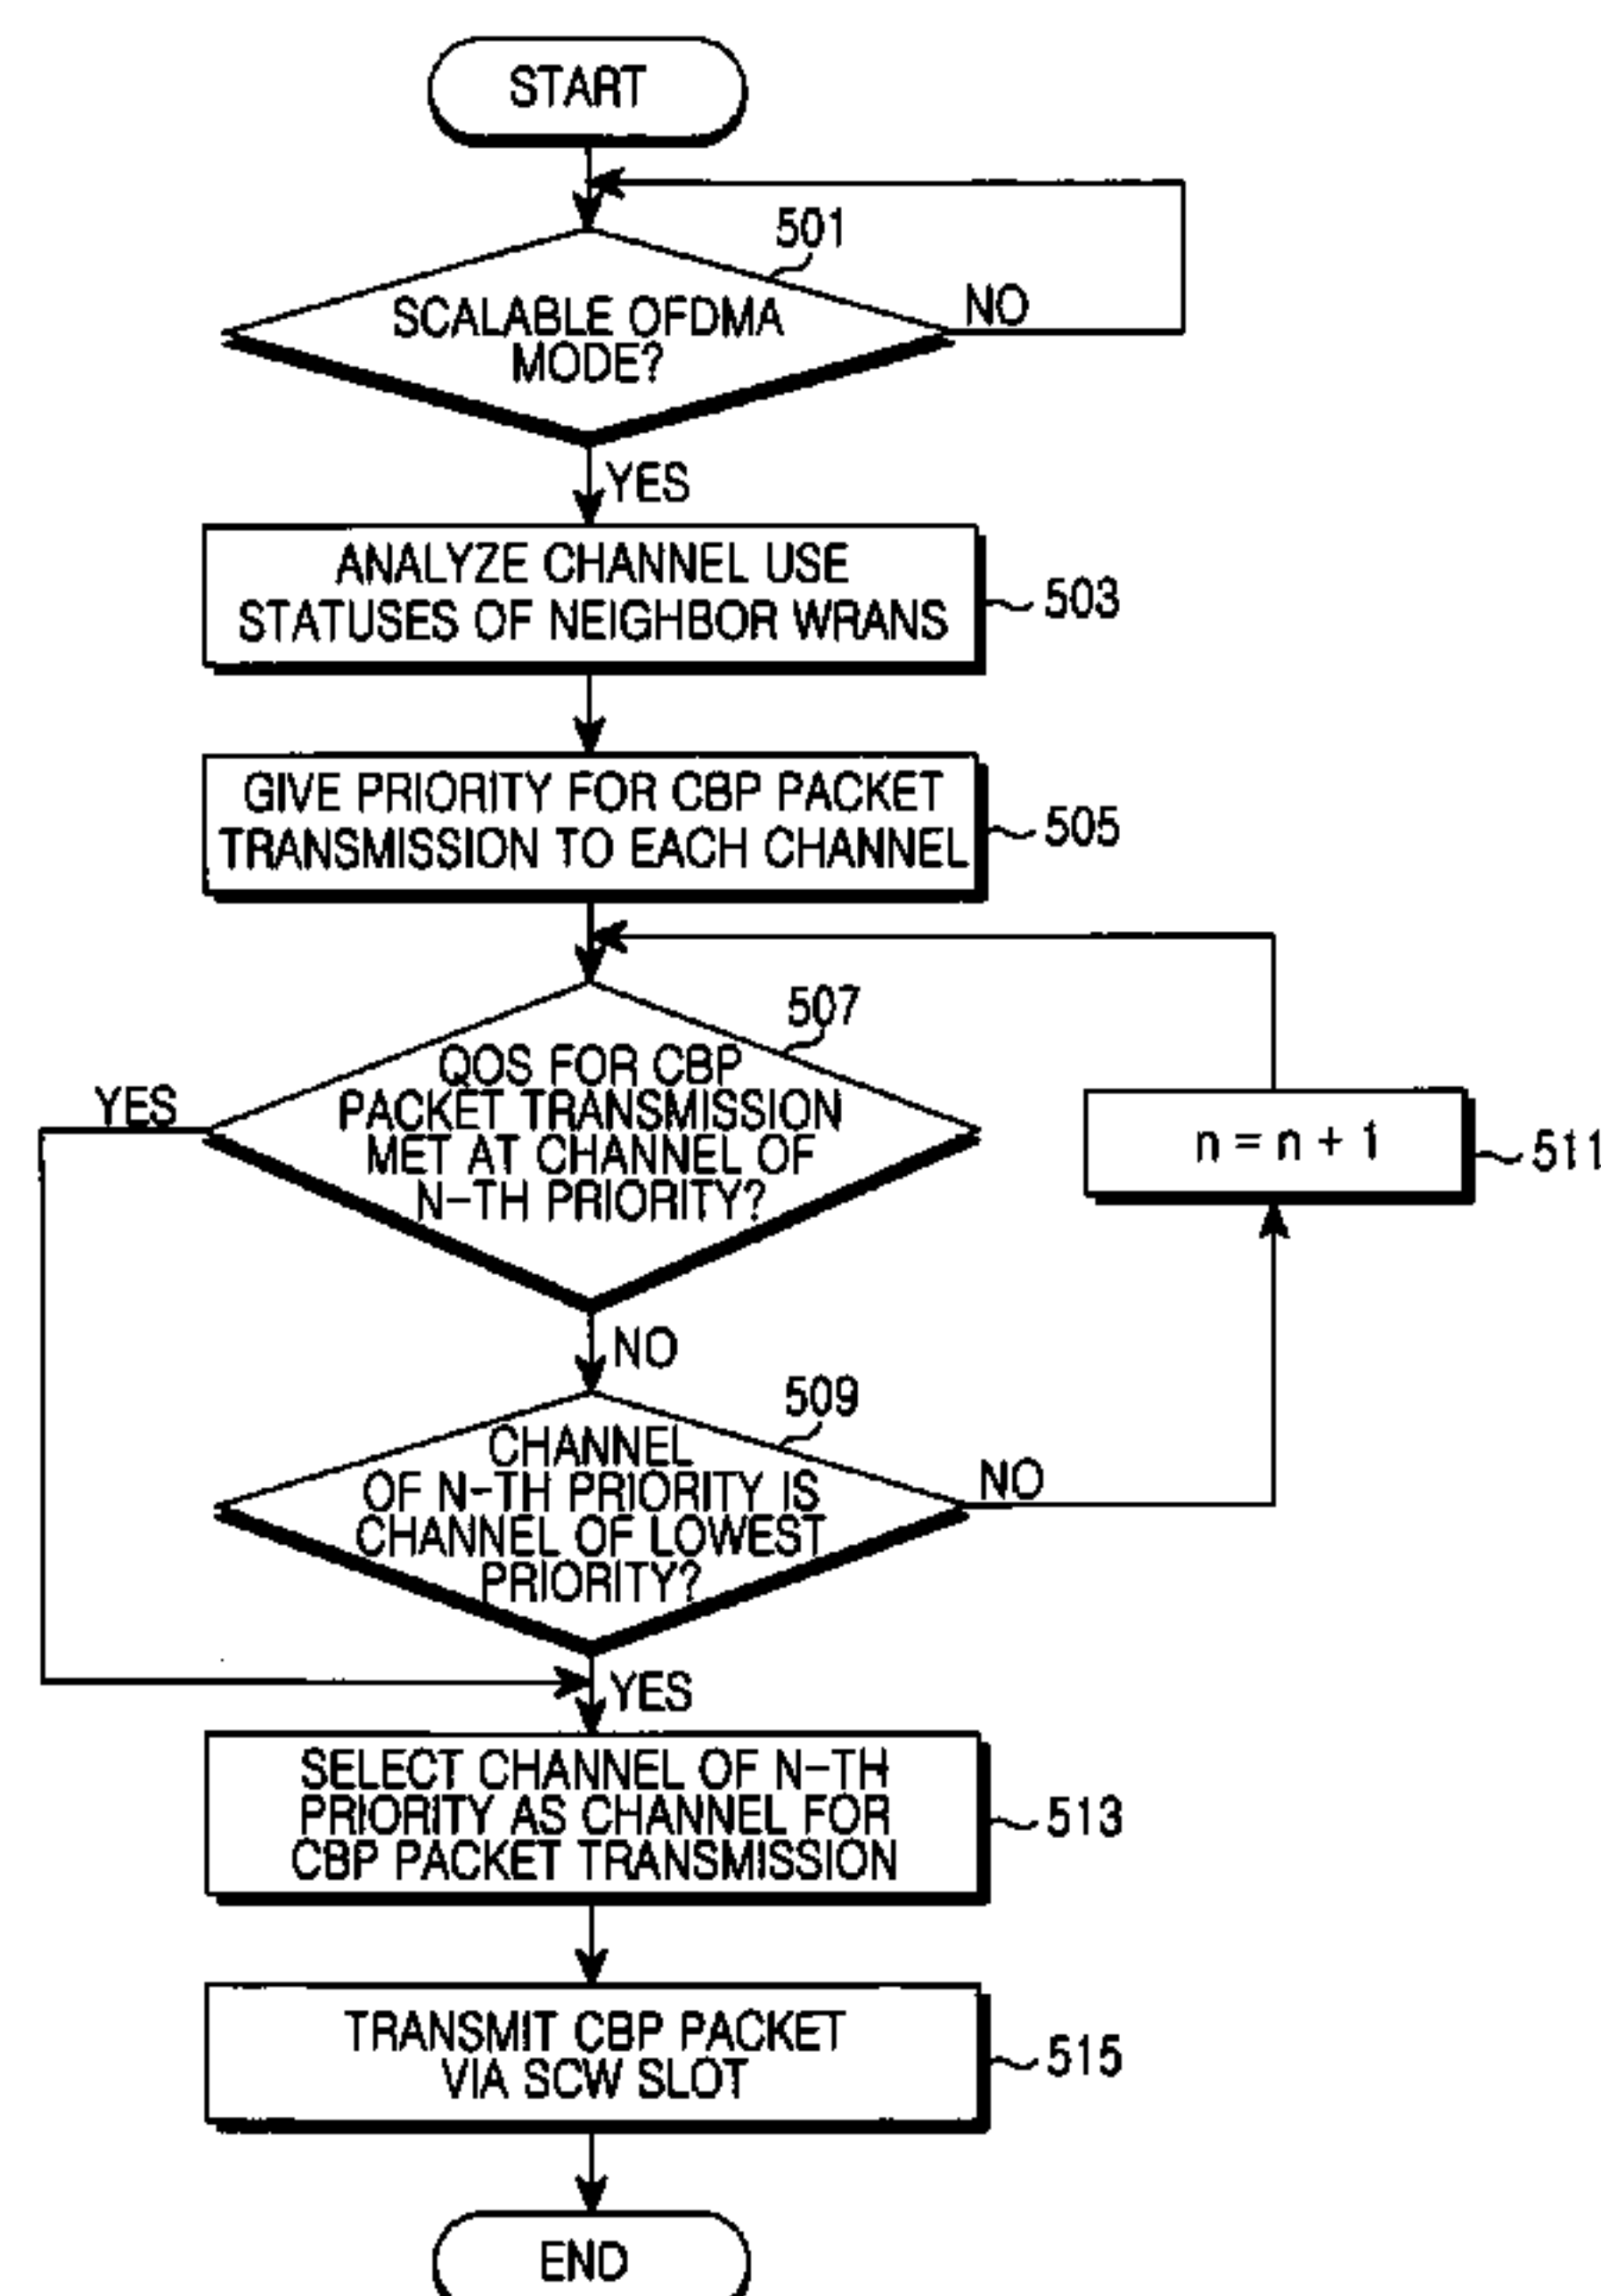 START
501
SCALABLE OFDMA
MODE?
NO
YES
ANALYZE CHANNEL USE
STATUSES OF NEIGHBOR WRANS
503
GIVE PRIORITY FOR CBP PACKET
TRANSMISSION TO EACH CHANNEL
505
507
QOS FOR CBP
PACKET TRANSMISSION
MET AT CHANNEL OF
N-TH PRIORITY?
YES
n = n + 1
511
NO
509
CHANNEL
OF N-TH PRIORITY IS
CHANNEL OF LOWEST
PRIORITY?
NO
YES
SELECT CHANNEL OF N-TH
PRIORITY AS CHANNEL FOR
CBP PACKET TRANSMISSION
513
TRANSMIT CBP PACKET
VIA SCW SLOT
515
END